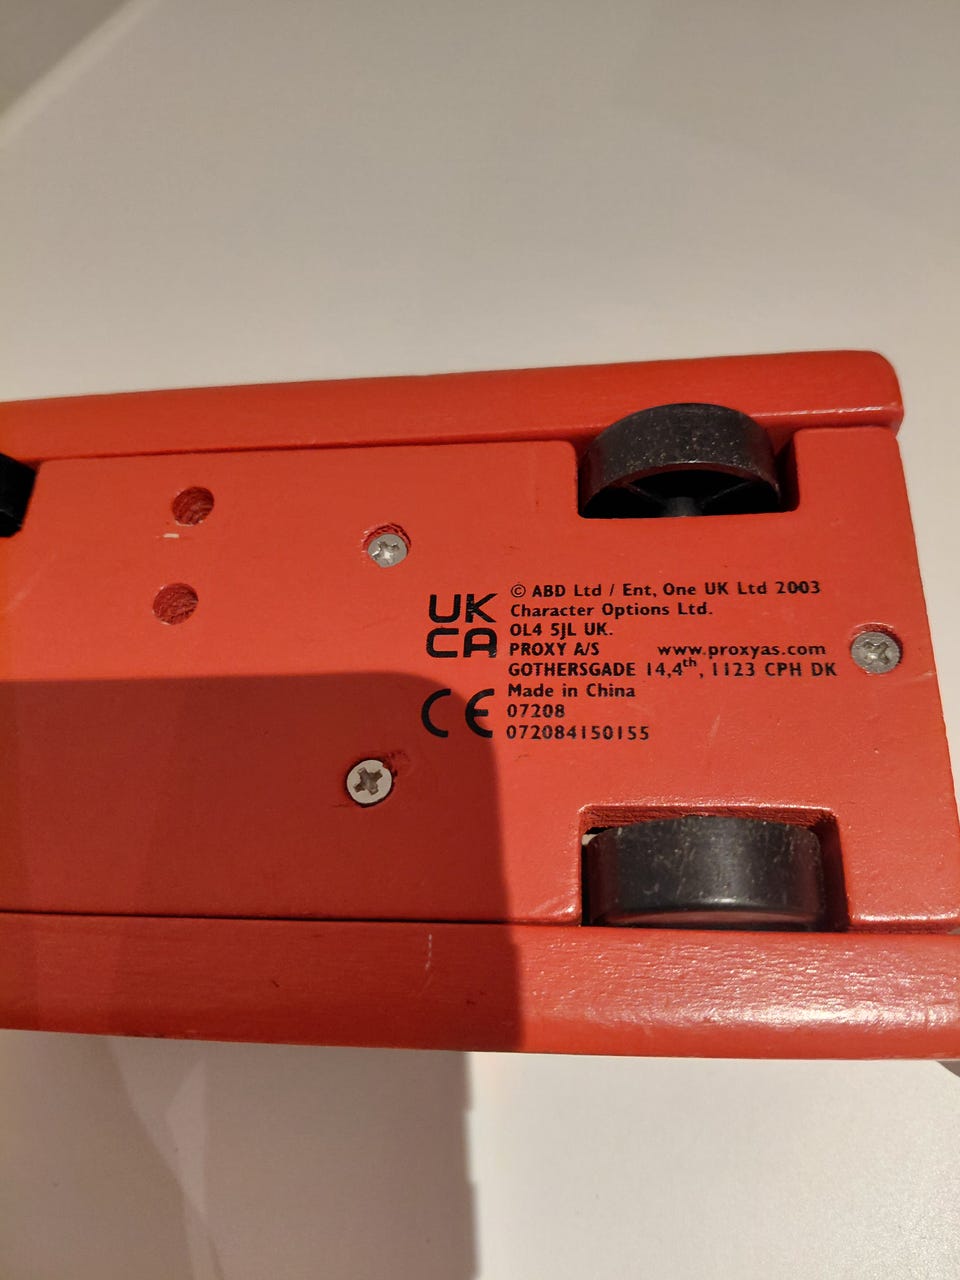 UK
CA
CE
© ABD Ltd / Ent, One UK Ltd 2003
Character Options Ltd.
OL4 5JL UK.
PROXY A/S www.proxyas.com
GOTHERSGADE 14,4th, 1123 CPH DK
Made in China
07208
072084150155